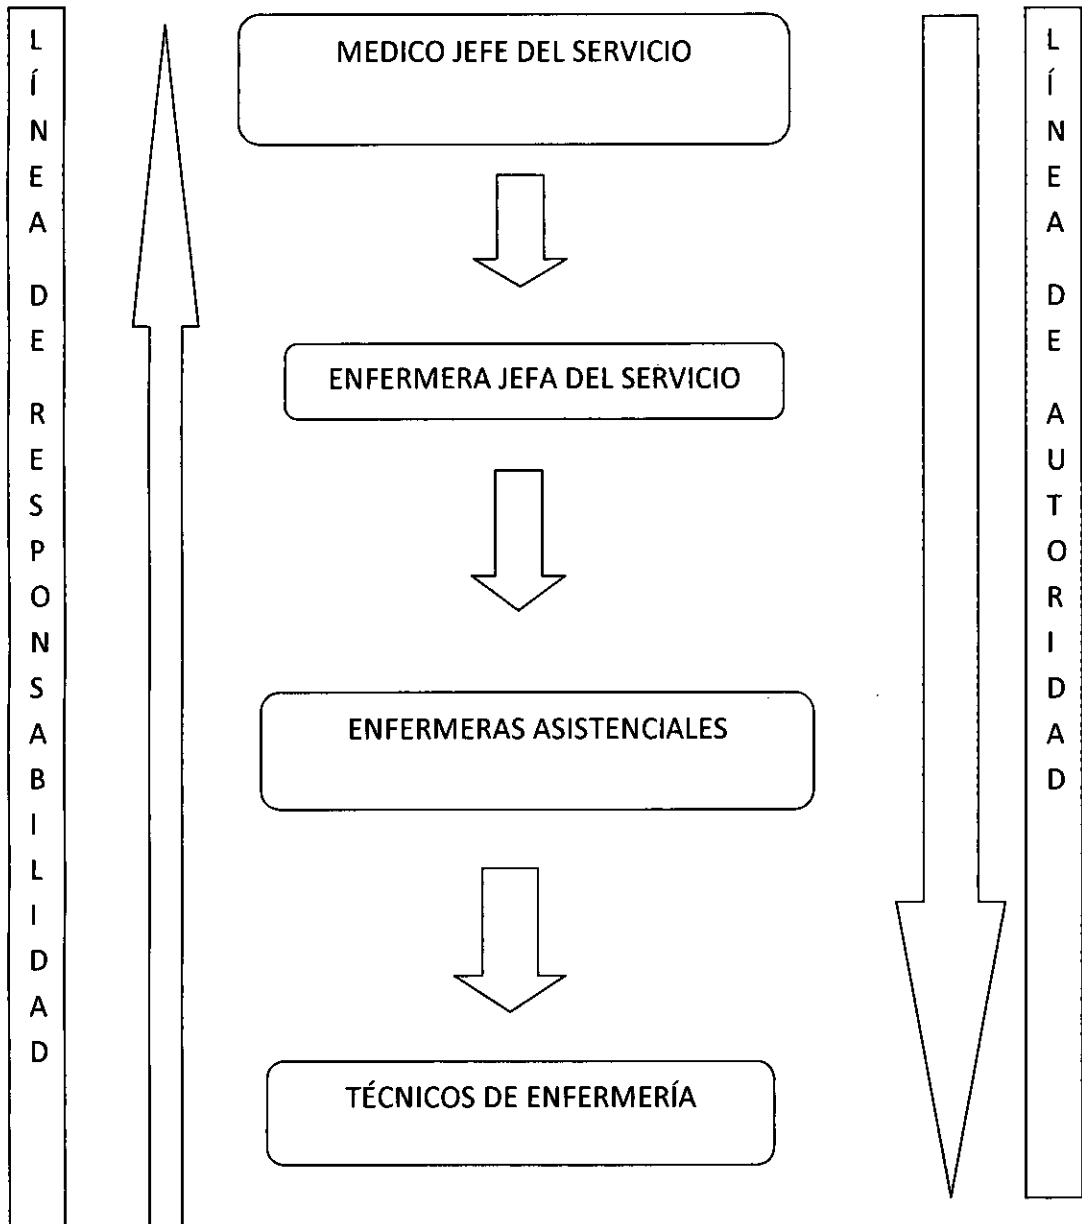 LÍNEA DE RESPONSABILIDAD
MEDICO JEFE DEL SERVICIO
ENFERMERA JEFA DEL SERVICIO
ENFERMERAS ASISTENCIALES
TÉCNICOS DE ENFERMERÍA
LÍNEA DE AUTORIDAD